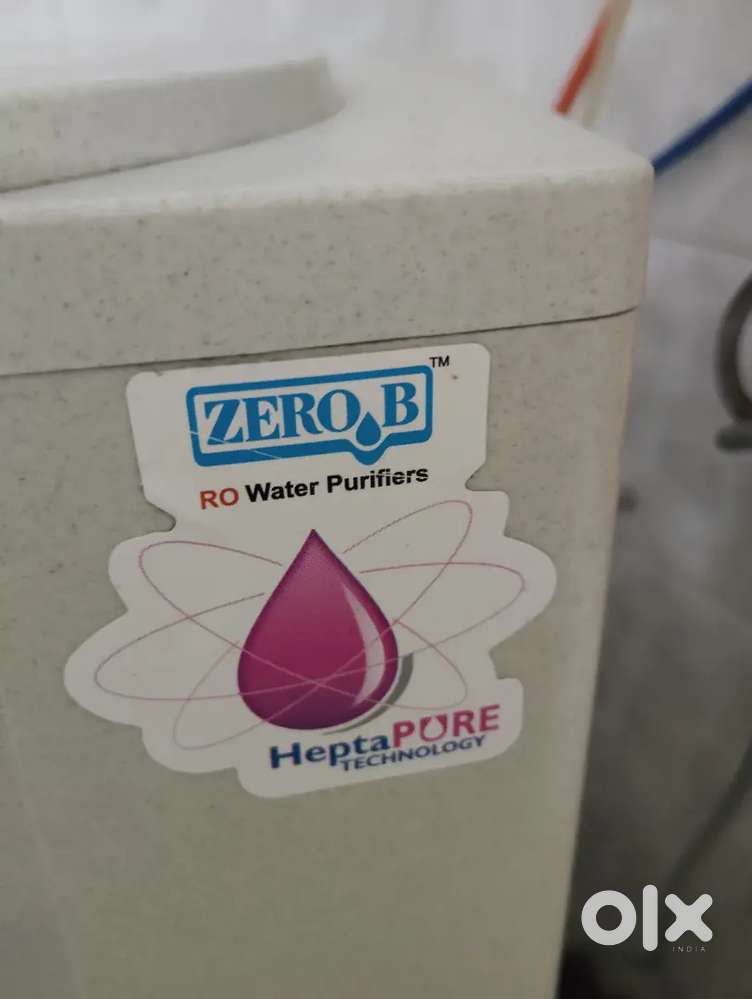 ZERO B
TM
RO Water Purifiers
HeptaPURE
TECHNOLOGY
olx
INDIA